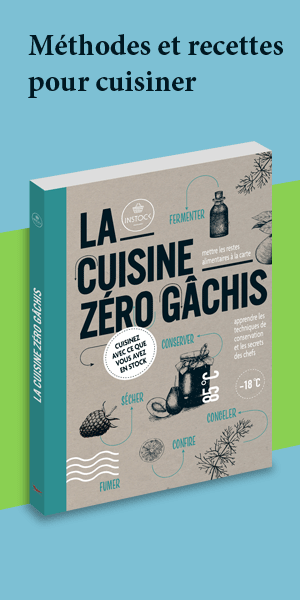 Méthodes et recettes
pour cuisiner
INSTOCK
FERMENTER
LA
CUISINE
ZÉRO GÂCHIS
mettre les restes
alimentaires à la carte
CUISINEZ
AVEC CE QUE
VOUS AVEZ
EN STOCK
CONSERVER
apprendre les
techniques de
conservation
et les secrets
des chefs
85°C
-18 °C
SÉCHER
CONGELER
CONFIRE
FUMER
LA CUISINE ZÉRO GÂCHIS